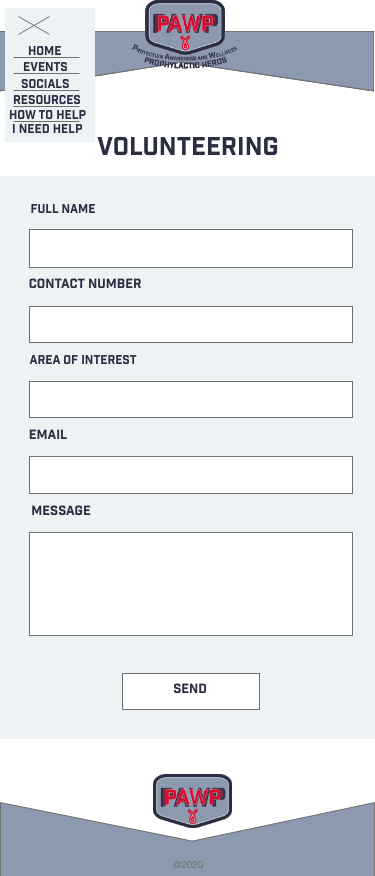 PAWP
Protection Awareness and Wellness
PROPHYLACTIC HEROS
HOME
EVENTS
SOCIALS
RESOURCES
HOW TO HELP
I NEED HELP
VOLUNTEERING
FULL NAME
CONTACT NUMBER
AREA OF INTEREST
EMAIL
MESSAGE
SEND
PAWP
@2020